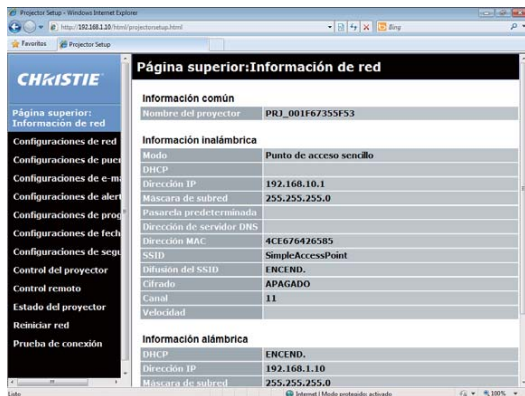 Projector Setup - Windows Internet Explorer
http://192.168.1.10/html/projectorsetup.html
Bing
Favoritos
Projector Setup
CHRISTIE
Página superior:
Información de red
Configuraciones de red
Configuraciones de puer
Configuraciones de e-ma
Configuraciones de alert
Configuraciones de prog
Configuraciones de fech
Configuraciones de segu
Control del proyector
Control remoto
Estado del proyector
Reiniciar red
Prueba de conexión
Página superior:Información de red
Información común
Nombre del proyector PRJ_001F67355F53
Información inalámbrica
Modo Punto de acceso sencillo
DHCP
Dirección IP 192.168.10.1
Máscara de subred 255.255.255.0
Pasarela predeterminada
Dirección de servidor DNS
Dirección MAC 4CE676426585
SSID SimpleAccessPoint
Difusión del SSID ENCEND.
Cifrado APAGADO
Canal 11
Velocidad
Información alámbrica
DHCP ENCEND.
Dirección IP 192.168.1.10
Máscara de subred 255.255.255.0
Listo
Internet | Modo protegido: activado
100%